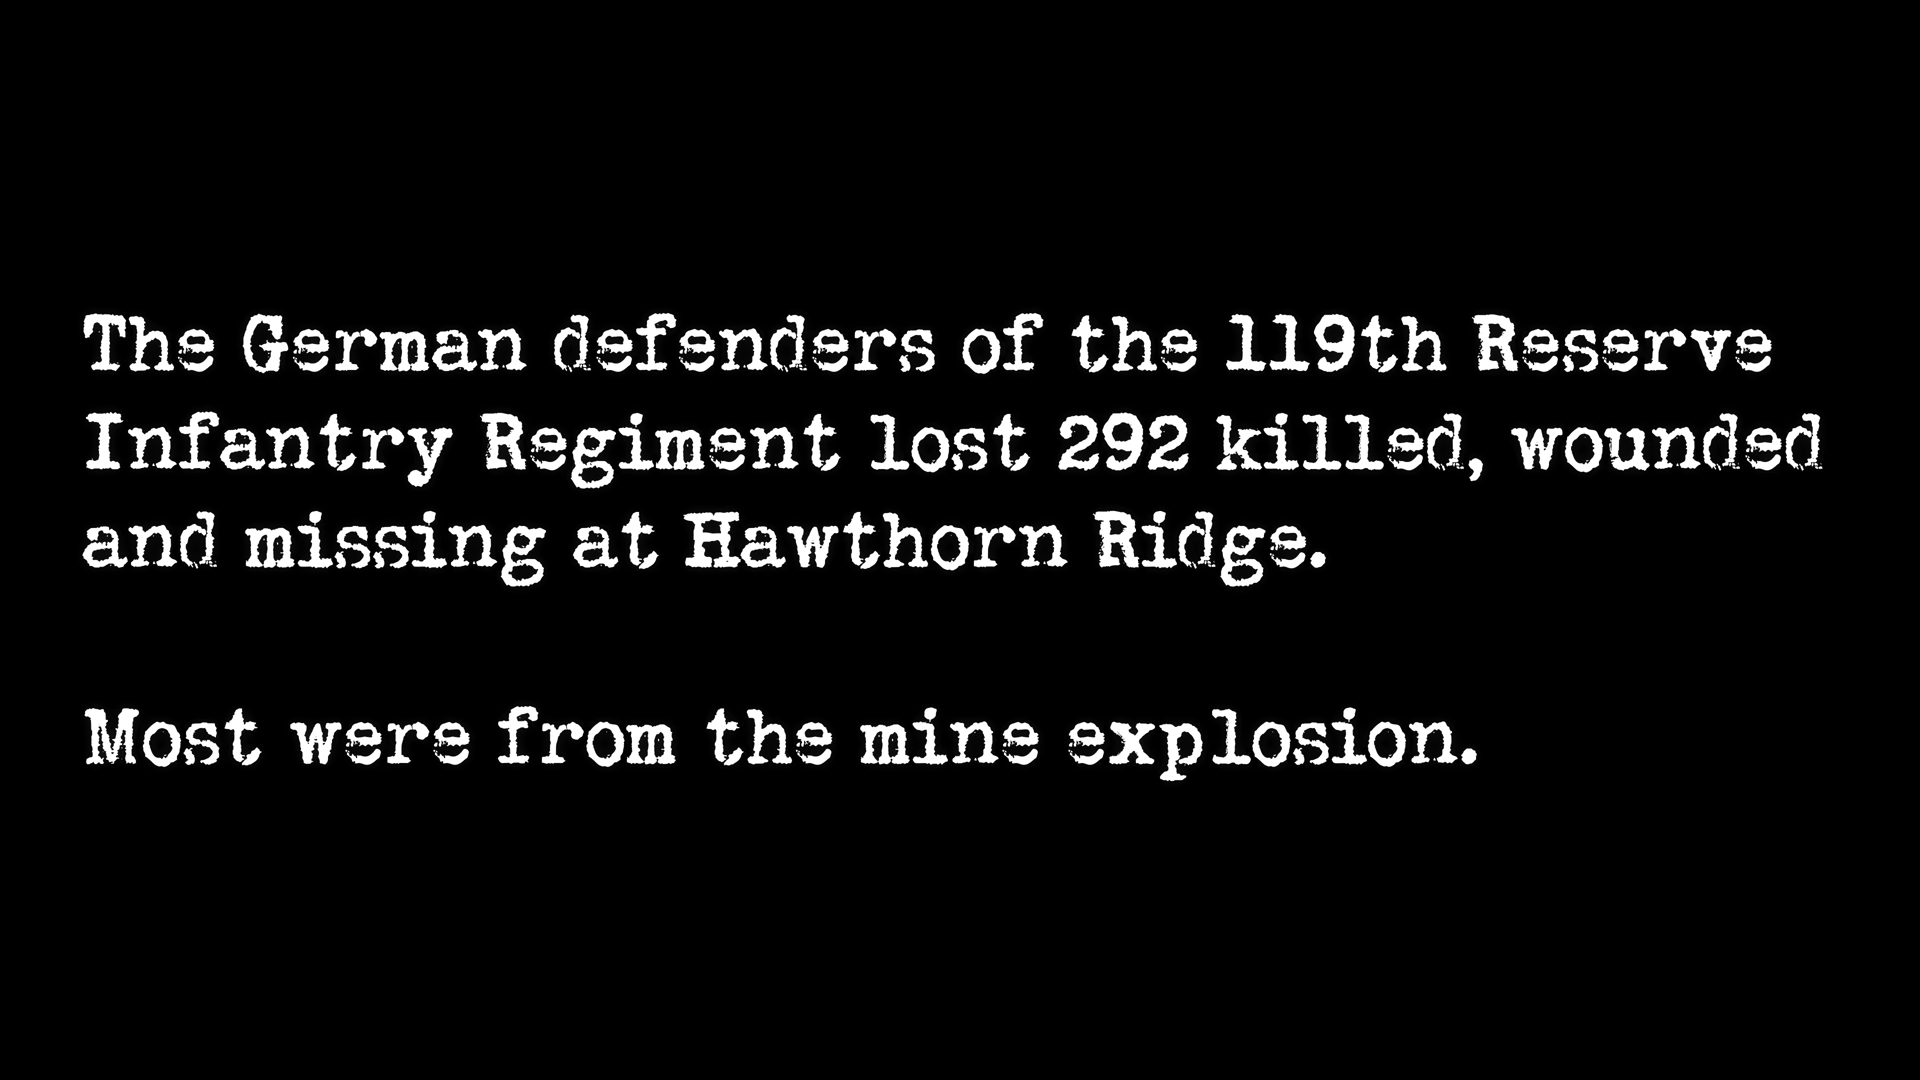 The German defenders of the 119th Reserve
Infantry Regiment lost 292 killed, wounded
and missing at Hawthorn Ridge.
Most were from the mine explosion.